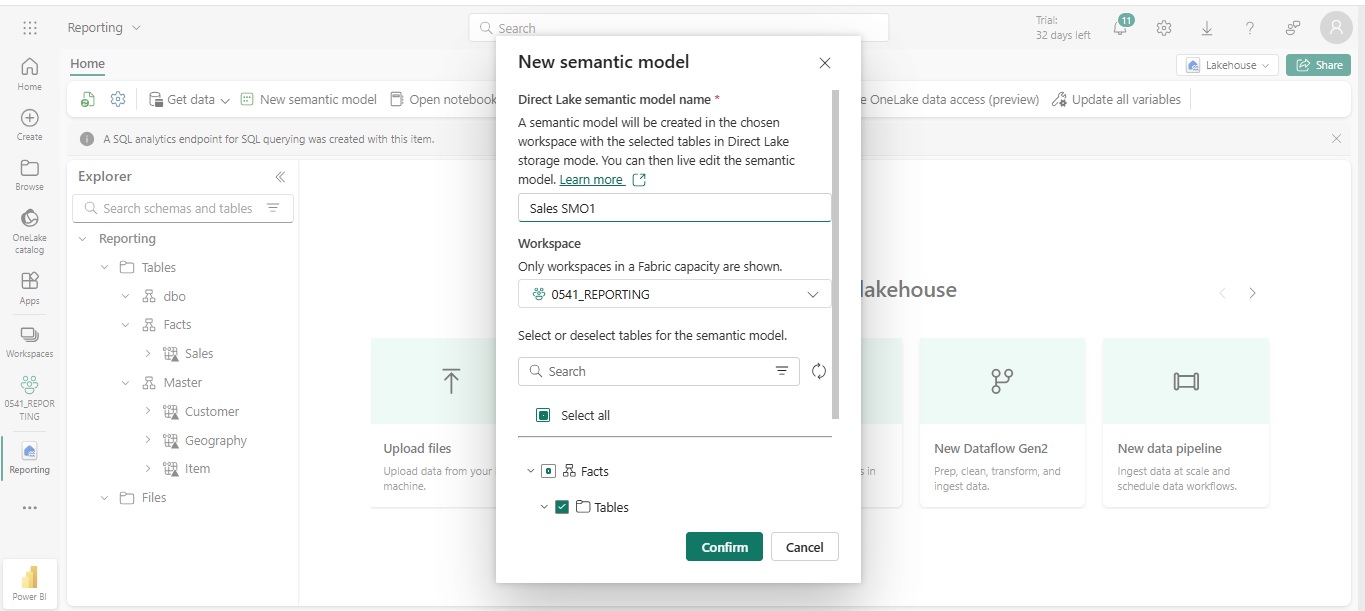 Reporting
Search
Trial:
32 days left
11
Home
Lakehouse
Share
Get data
New semantic model
Open notebook
OneLake data access (preview)
Update all variables
A SQL analytics endpoint for SQL querying was created with this item.
Home
Create
Browse
OneLake
catalog
Apps
Workspaces
0541_REPOR
TING
Reporting
Power BI
Explorer
Search schemas and tables
Reporting
Tables
dbo
Facts
Sales
Master
Customer
Geography
Item
Files
lakehouse
Upload files
Upload data from your
machine.
s in
New Dataflow Gen2
Prep, clean, transform, and
ingest data.
New data pipeline
Ingest data at scale and
schedule data workflows.
New semantic model
Direct Lake semantic model name *
A semantic model will be created in the chosen
workspace with the selected tables in Direct Lake
storage mode. You can then live edit the semantic
model. Learn more
Sales SMO1
Workspace
Only workspaces in a Fabric capacity are shown.
0541_REPORTING
Select or deselect tables for the semantic model.
Search
Select all
Facts
Tables
Confirm
Cancel